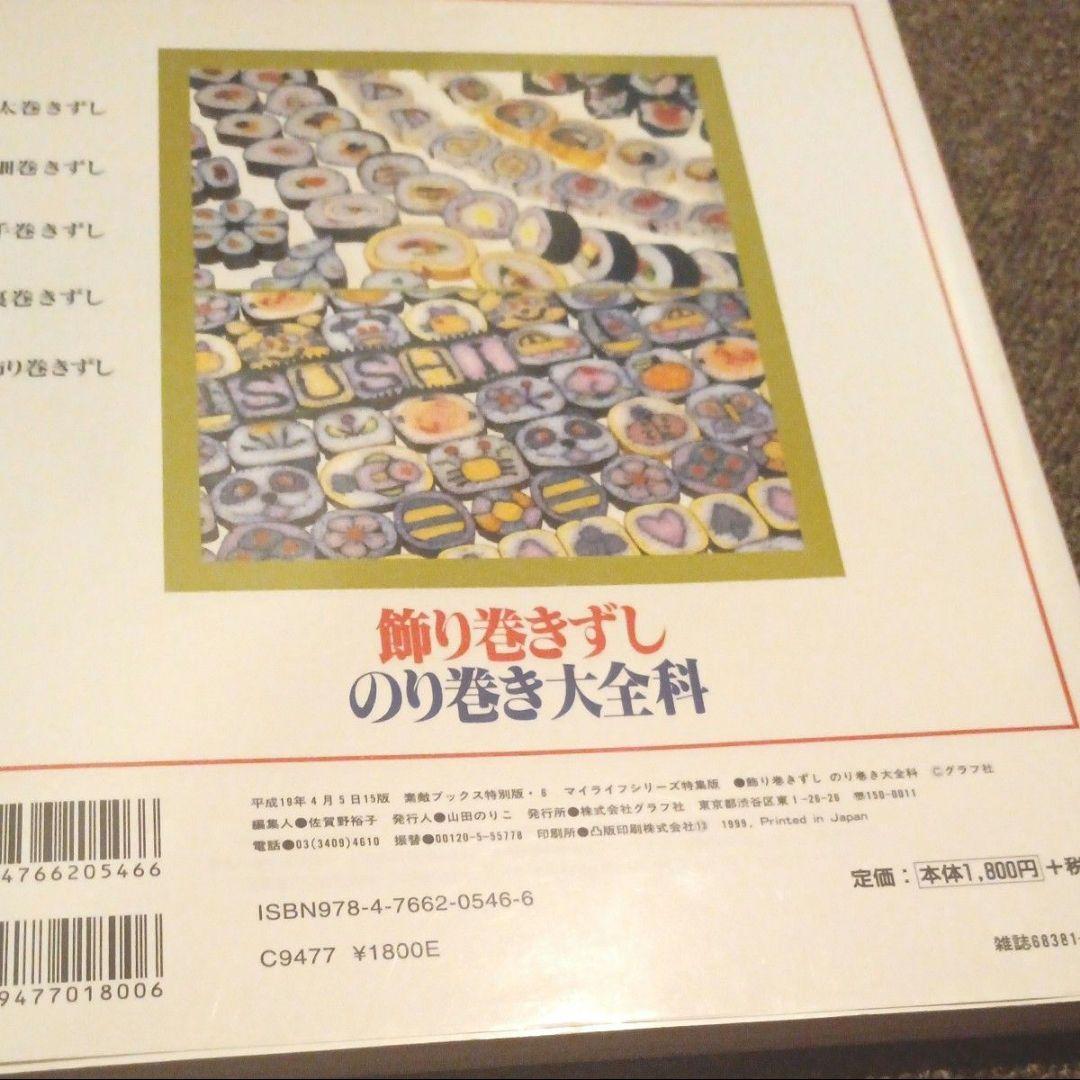 太巻きずし
細巻きずし
手巻きずし
裏巻きずし
飾り巻きずし
SUSHI
飾り巻きずし
のり巻き大全科
平成19年4月5日15版 素敵ブックス特別版・6 マイライフシリーズ特集版 ●飾り巻きずし のり巻き大全科 Ⓒグラフ社
編集人●佐賀野裕子 発行人●山田のりこ 発行所●株式会社グラフ社 東京都渋谷区東1-26-26 〒150-0011
電話●03(3409)4610 振替●00120-5-55778 印刷所●凸版印刷株式会社⑬ 1999, Printed in Japan
4766205466
定価：本体1,800円＋税
ISBN978-4-7662-0546-6
C9477 ¥1800E
雑誌68381-
9477018006